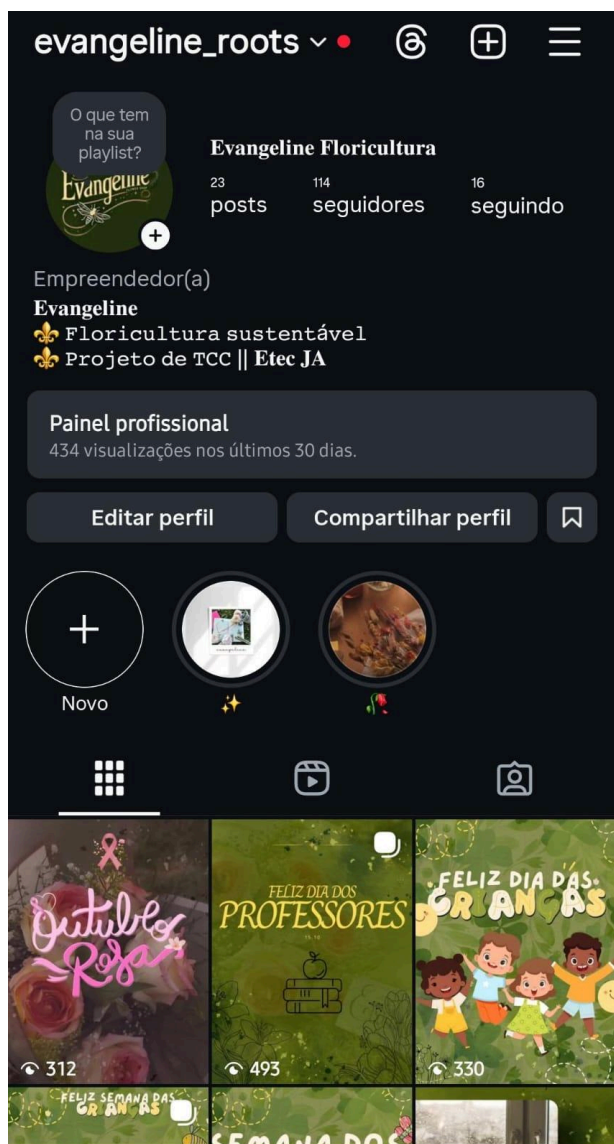 evangeline_roots
O que tem
na sua
playlist?
Evangeline
Evangeline Floricultura
23 114 16
posts seguidores seguindo
Empreendedor(a)
Evangeline
⚜️ Floricultura sustentável
⚜️ Projeto de TCC || Etec JA
Painel profissional
434 visualizações nos últimos 30 dias.
Editar perfil Compartilhar perfil
Novo
Outubro
Rosa
312
FELIZ DIA DOS
PROFESSORES
493
FELIZ DIA DAS
CRIANÇAS
330
FELIZ SEMANA DAS
CRIANÇAS
SEMANA DOS